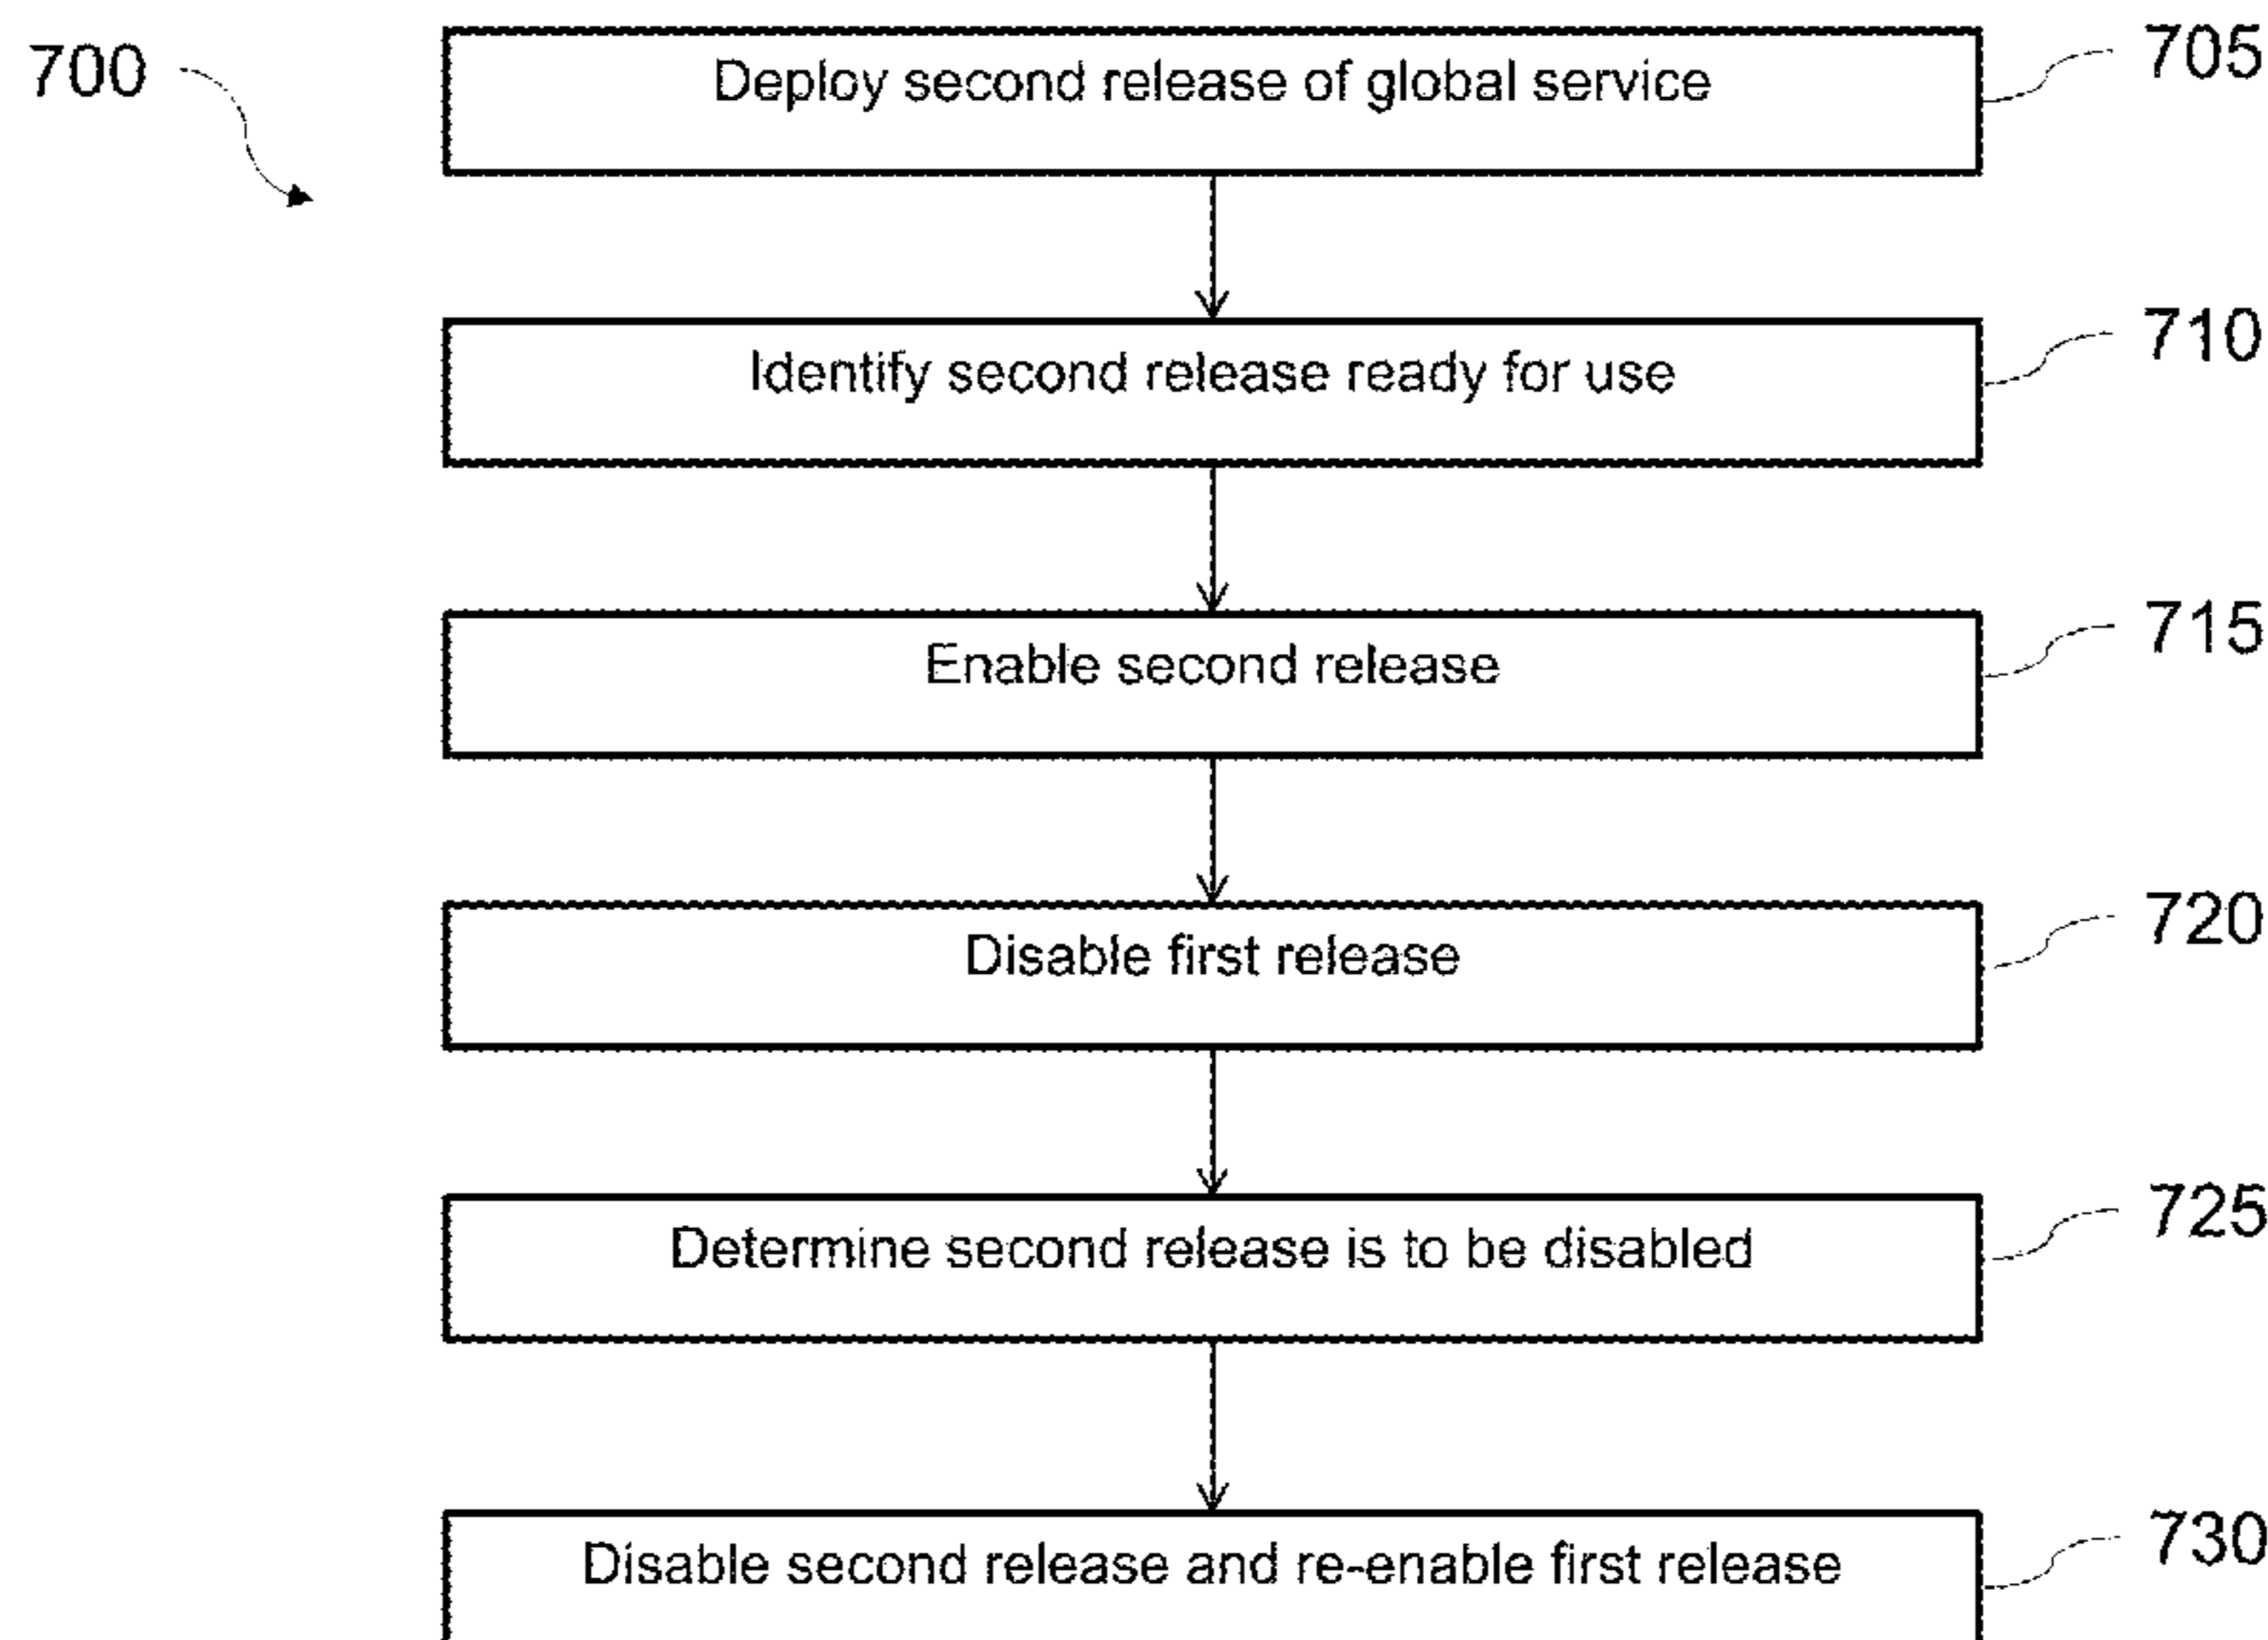 700
Deploy second release of global service
705
Identify second release ready for use
710
Enable second release
715
Disable first release
720
Determine second release is to be disabled
725
Disable second release and re-enable first release
730